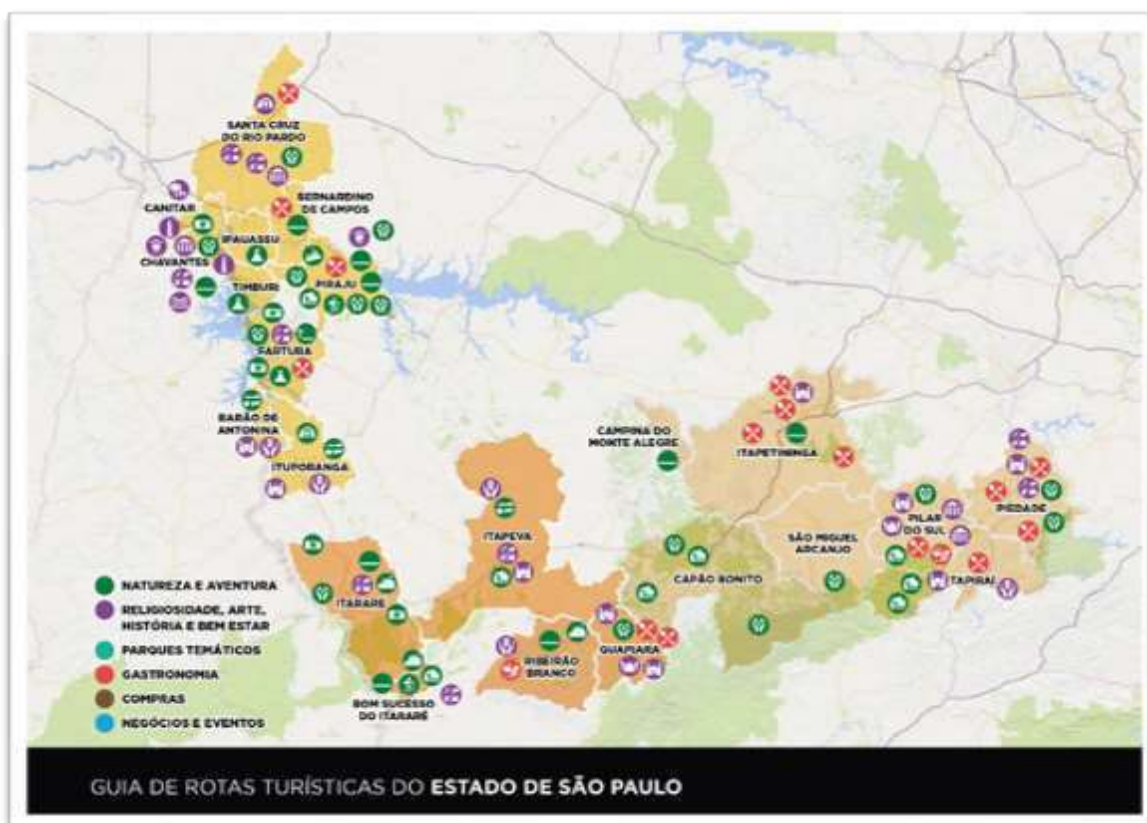 SANTA CRUZ
DO RIO PARDO
BERNARDINO
DE CAMPOS
CANITAR
IPAUASSU
CHAVANTES
TIMBURI
PIRAJU
FARTURA
BARÃO DE
ANTONINA
ITUPORANGA
CAMPINA DO
MONTE ALEGRE
ITAPETININGA
ITAPEVA
PILAR
DO SUL
PIEDADE
SÃO MIGUEL
ARCANJO
CAPÃO BONITO
TAPIRAÍ
ITARARÉ
GUAPIARA
RIBEIRÃO
BRANCO
BOM SUCESSO
DO ITARARÉ
NATUREZA E AVENTURA
RELIGIOSIDADE, ARTE,
HISTÓRIA E BEM ESTAR
PARQUES TEMÁTICOS
GASTRONOMIA
COMPRAS
NEGÓCIOS E EVENTOS
GUIA DE ROTAS TURÍSTICAS DO ESTADO DE SÃO PAULO